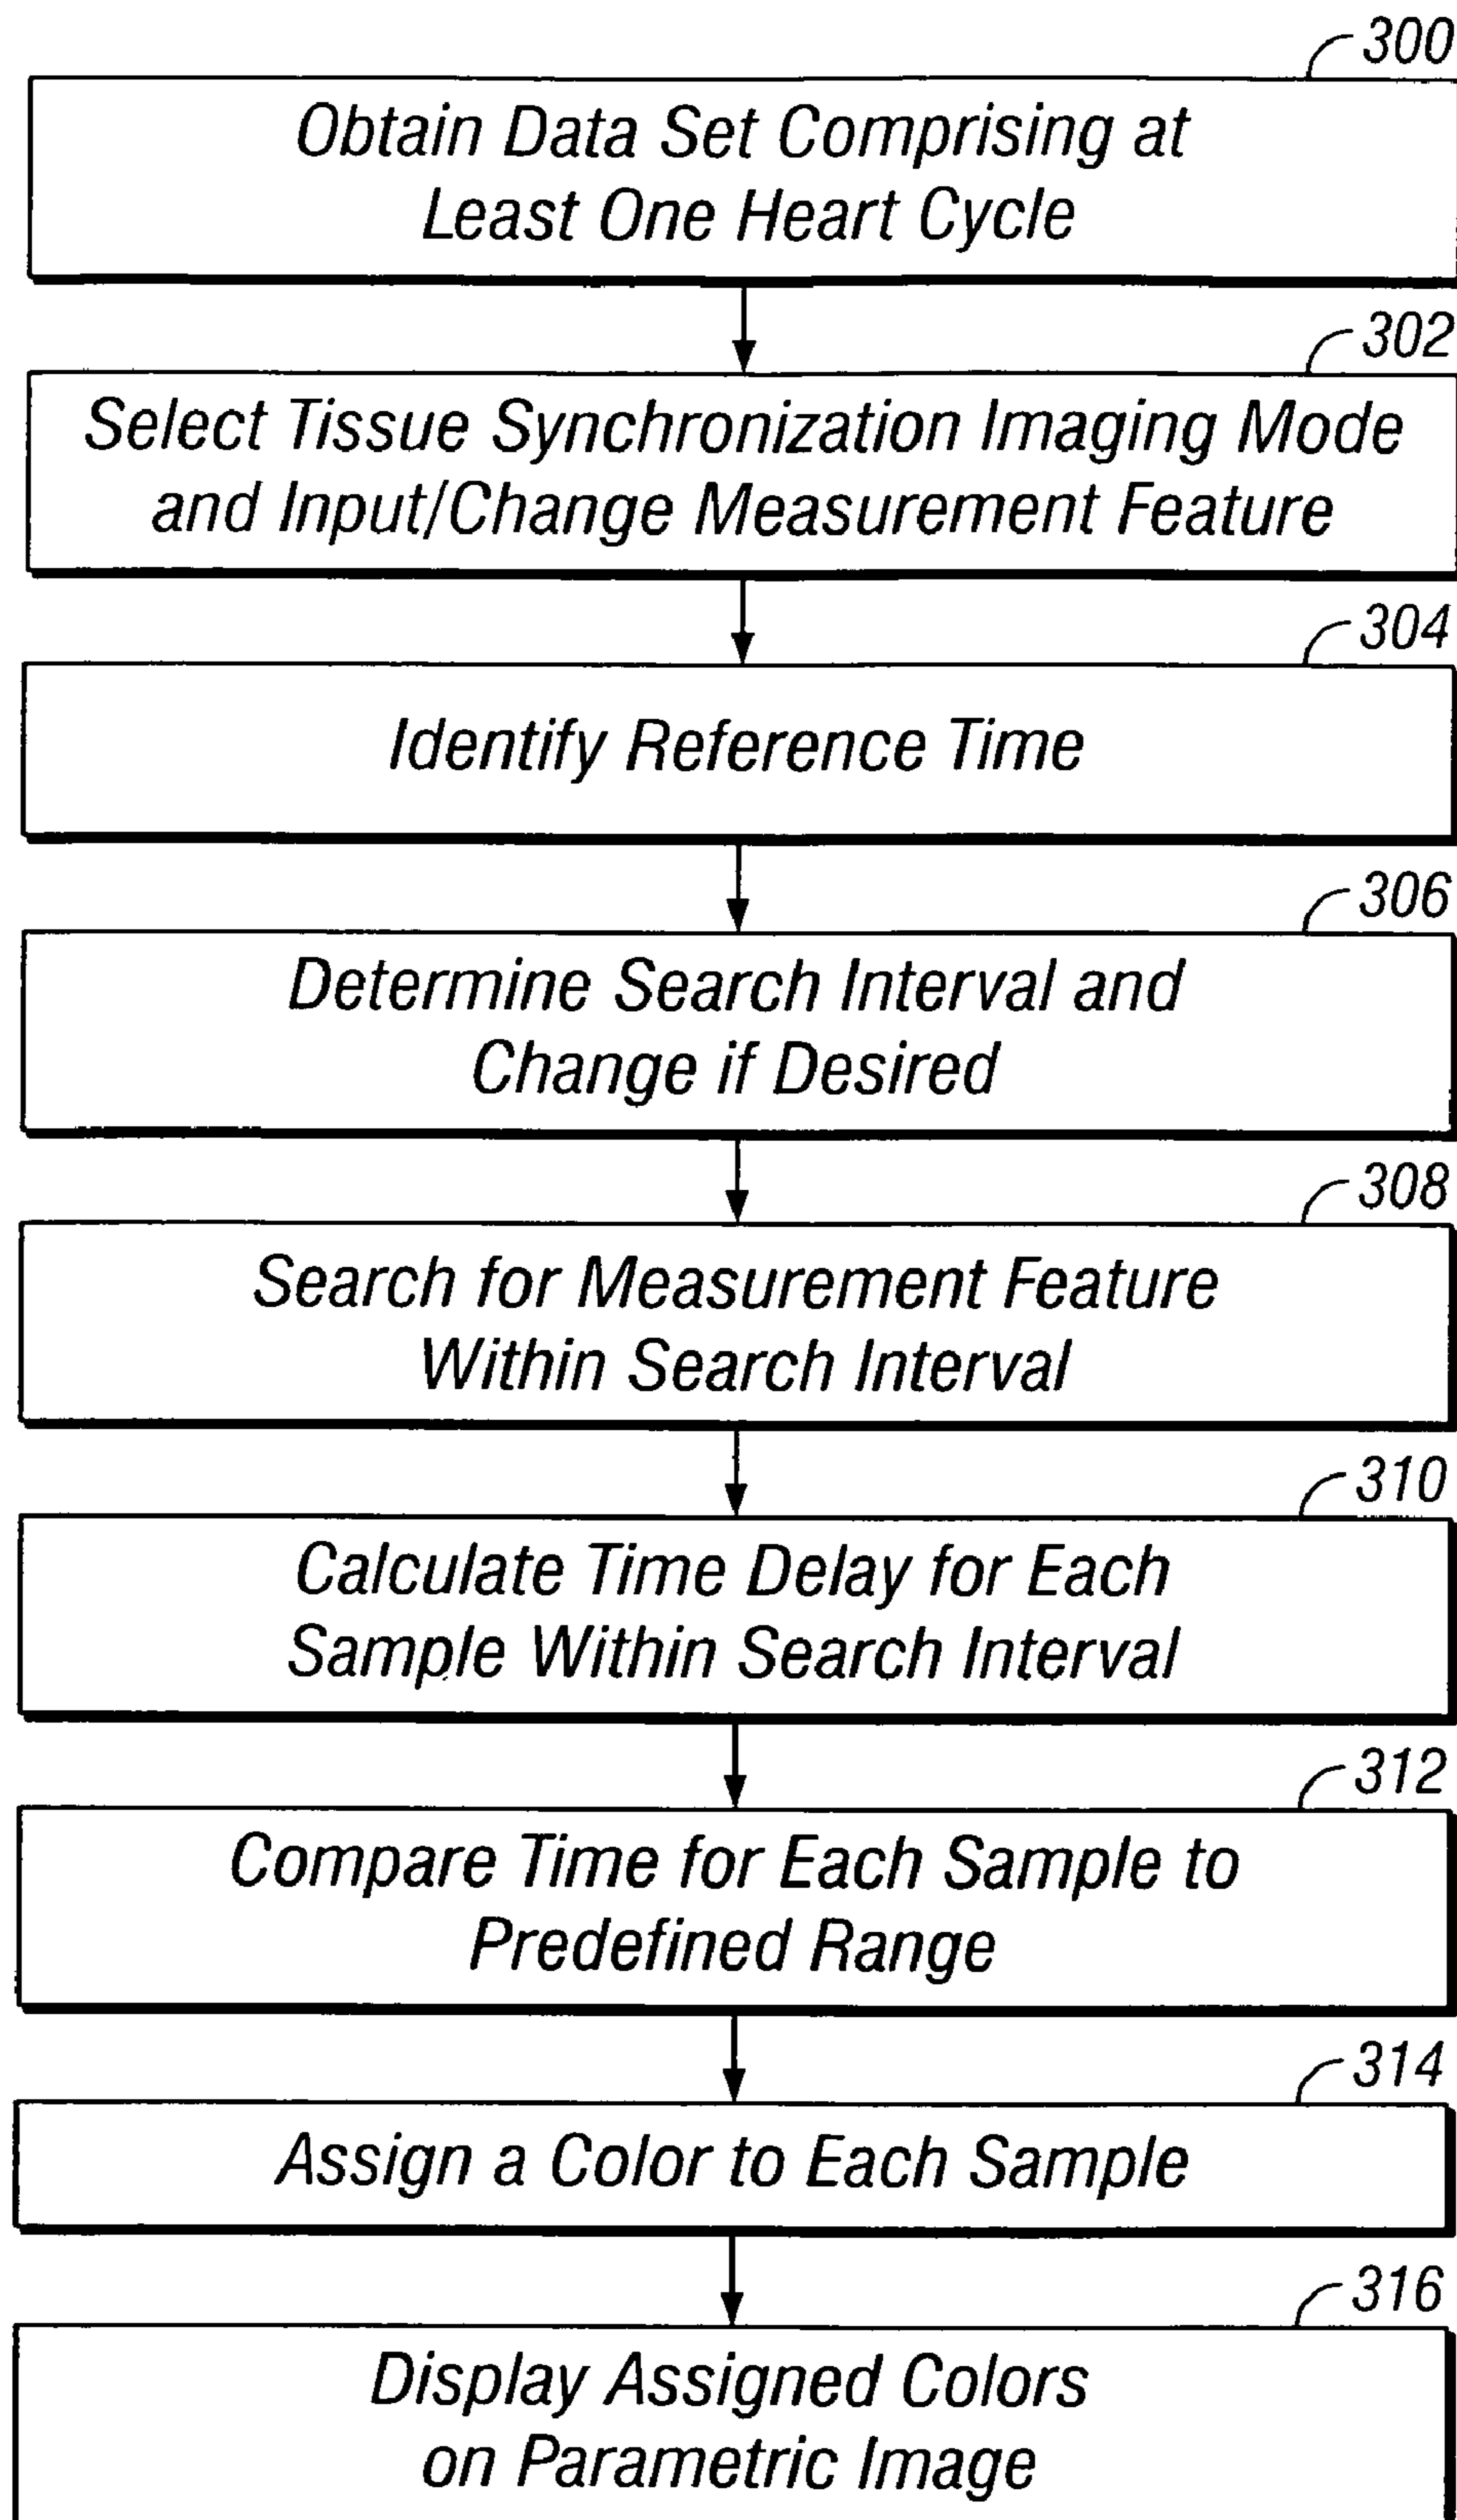 300
Obtain Data Set Comprising at
Least One Heart Cycle
302
Select Tissue Synchronization Imaging Mode
and Input/Change Measurement Feature
304
Identify Reference Time
306
Determine Search Interval and
Change if Desired
308
Search for Measurement Feature
Within Search Interval
310
Calculate Time Delay for Each
Sample Within Search Interval
312
Compare Time for Each Sample to
Predefined Range
314
Assign a Color to Each Sample
316
Display Assigned Colors
on Parametric Image